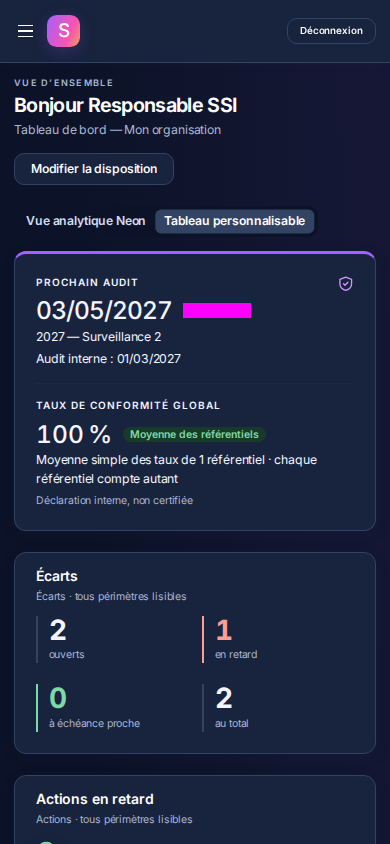 S
Déconnexion
VUE D'ENSEMBLE
Bonjour Responsable SSI
Tableau de bord — Mon organisation
Modifier la disposition
Vue analytique Neon
Tableau personnalisable
PROCHAIN AUDIT
03/05/2027
2027 — Surveillance 2
Audit interne : 01/03/2027
TAUX DE CONFORMITÉ GLOBAL
100 %
Moyenne des référentiels
Moyenne simple des taux de 1 référentiel · chaque
référentiel compte autant
Déclaration interne, non certifiée
Écarts
Écarts · tous périmètres lisibles
2
ouverts
1
en retard
0
à échéance proche
2
au total
Actions en retard
Actions · tous périmètres lisibles